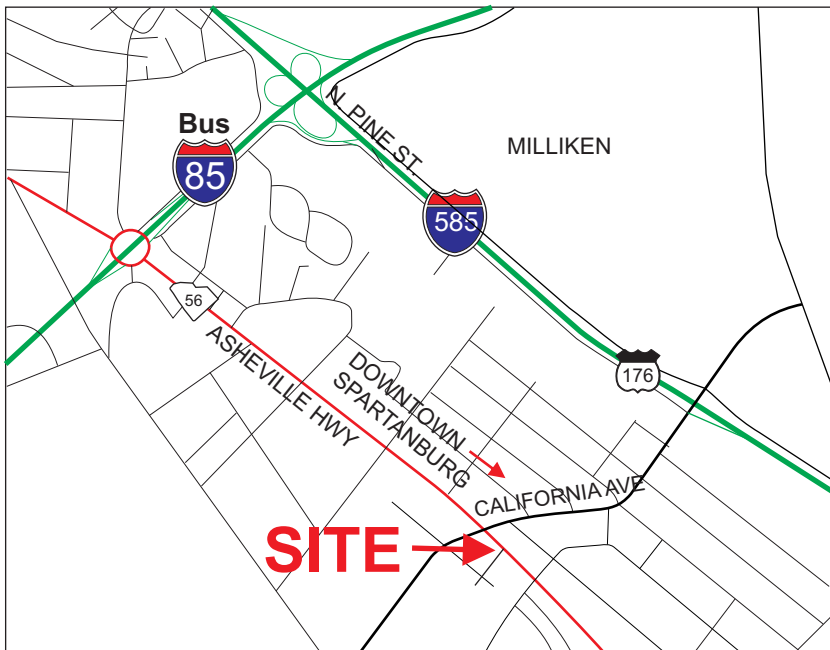 Bus
85
N. PINE ST.
MILLIKEN
585
56
ASHEVILLE HWY
DOWNTOWN
SPARTANBURG
176
CALIFORNIA AVE
SITE